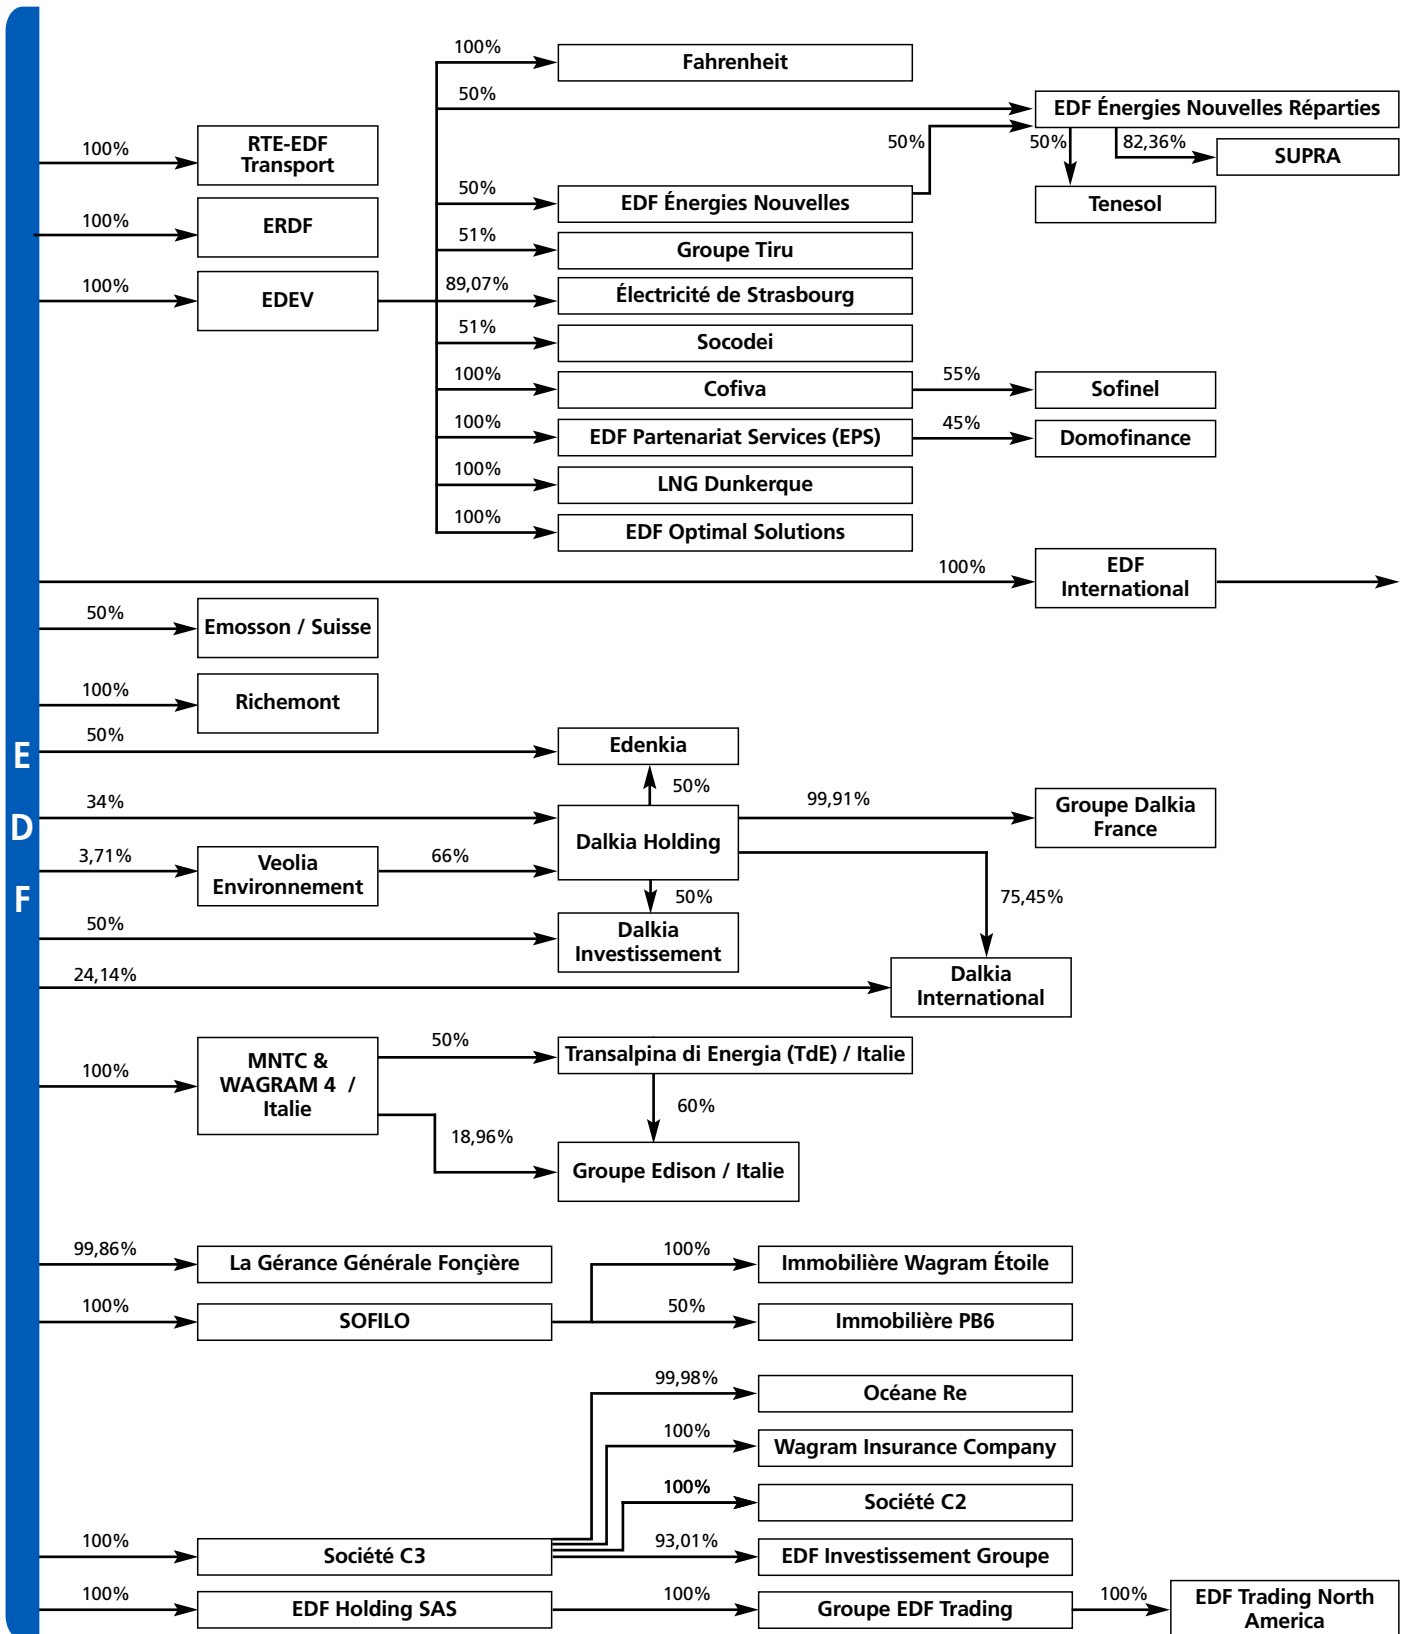 100%
Fahrenheit
50%
EDF Énergies Nouvelles Réparties
100%
RTE-EDF
Transport
50%
50%
82,36%
SUPRA
50%
EDF Énergies Nouvelles
Tenesol
100%
ERDF
51%
Groupe Tiru
100%
EDEV
89,07%
Électricité de Strasbourg
51%
Socodei
100%
Cofiva
55%
Sofinel
100%
EDF Partenariat Services (EPS)
45%
Domofinance
100%
LNG Dunkerque
100%
EDF Optimal Solutions
100%
EDF
International
50%
Emosson / Suisse
100%
Richemont
50%
Edenkia
E
D
F
50%
34%
Dalkia Holding
99,91%
Groupe Dalkia
France
3,71%
Veolia
Environnement
66%
50%
75,45%
50%
Dalkia
Investissement
24,14%
Dalkia
International
100%
MNTC &
WAGRAM 4 /
Italie
50%
Transalpina di Energia (TdE) / Italie
60%
18,96%
Groupe Edison / Italie
99,86%
La Gérance Générale Fonçière
100%
Immobilière Wagram Étoile
100%
SOFILO
50%
Immobilière PB6
99,98%
Océane Re
100%
Wagram Insurance Company
100%
Société C2
100%
Société C3
93,01%
EDF Investissement Groupe
100%
EDF Holding SAS
100%
Groupe EDF Trading
100%
EDF Trading North
America